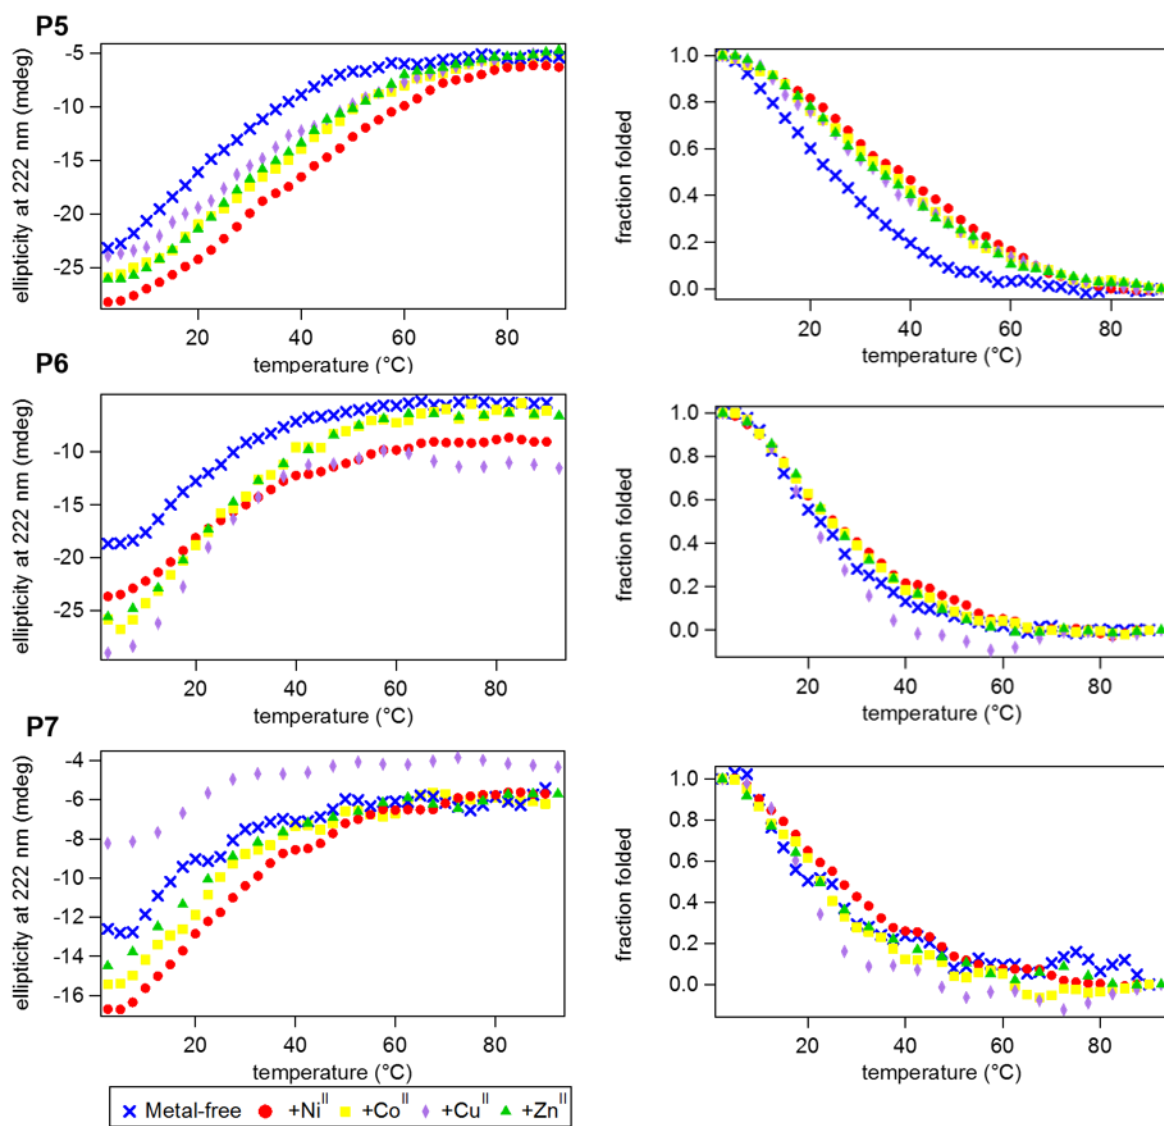 P5
ellipticity at 222 nm (mdeg)
-5
-10
-15
-20
-25
20 40 60 80
temperature (°C)
fraction folded
1.0
0.8
0.6
0.4
0.2
0.0
20 40 60 80
temperature (°C)
P6
ellipticity at 222 nm (mdeg)
-10
-15
-20
-25
20 40 60 80
temperature (°C)
fraction folded
1.0
0.8
0.6
0.4
0.2
0.0
20 40 60 80
temperature (°C)
P7
ellipticity at 222 nm (mdeg)
-4
-6
-8
-10
-12
-14
-16
20 40 60 80
temperature (°C)
fraction folded
1.0
0.8
0.6
0.4
0.2
0.0
20 40 60 80
temperature (°C)
Metal-free +Ni^II +Co^II +Cu^II +Zn^II